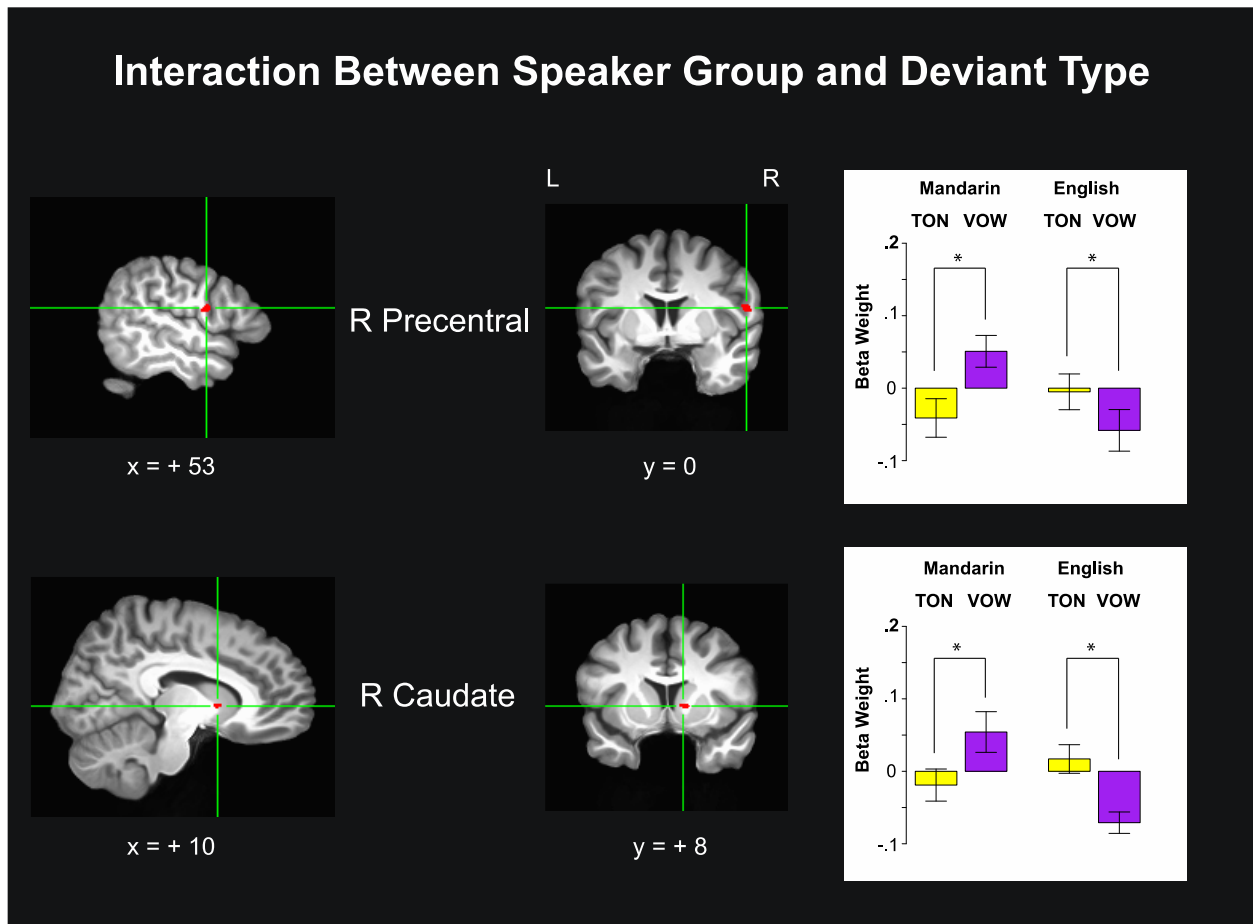 Interaction Between Speaker Group and Deviant Type
L R
R Precentral
x = + 53
y = 0
Mandarin English
TON VOW TON VOW
.2
* *
.1
Beta Weight
0
-.1
R Caudate
x = + 10
y = + 8
Mandarin English
TON VOW TON VOW
.2
* *
.1
Beta Weight
0
-.1